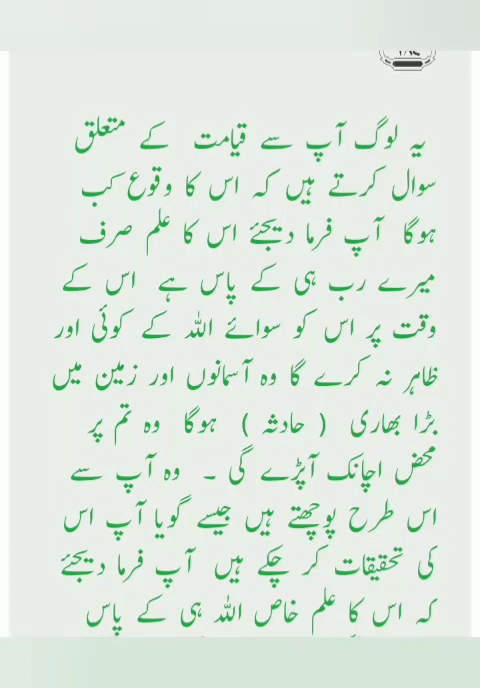 ۱۸۷
یہ لوگ آپ سے قیامت کے متعلق
سوال کرتے ہیں کہ اس کا وقوع کب
ہوگا آپ فرما دیجئے اس کا علم صرف
میرے رب ہی کے پاس ہے اس کے
وقت پر اس کو سوائے اللہ کے کوئی اور
ظاہر نہ کرے گا وہ آسمانوں اور زمین میں
بڑا بھاری ( حادثہ ) ہوگا وہ تم پر
محض اچانک آپڑے گی ۔ وہ آپ سے
اس طرح پوچھتے ہیں جیسے گویا آپ اس
کی تحقیقات کر چکے ہیں آپ فرما دیجئے
کہ اس کا علم خاص اللہ ہی کے پاس